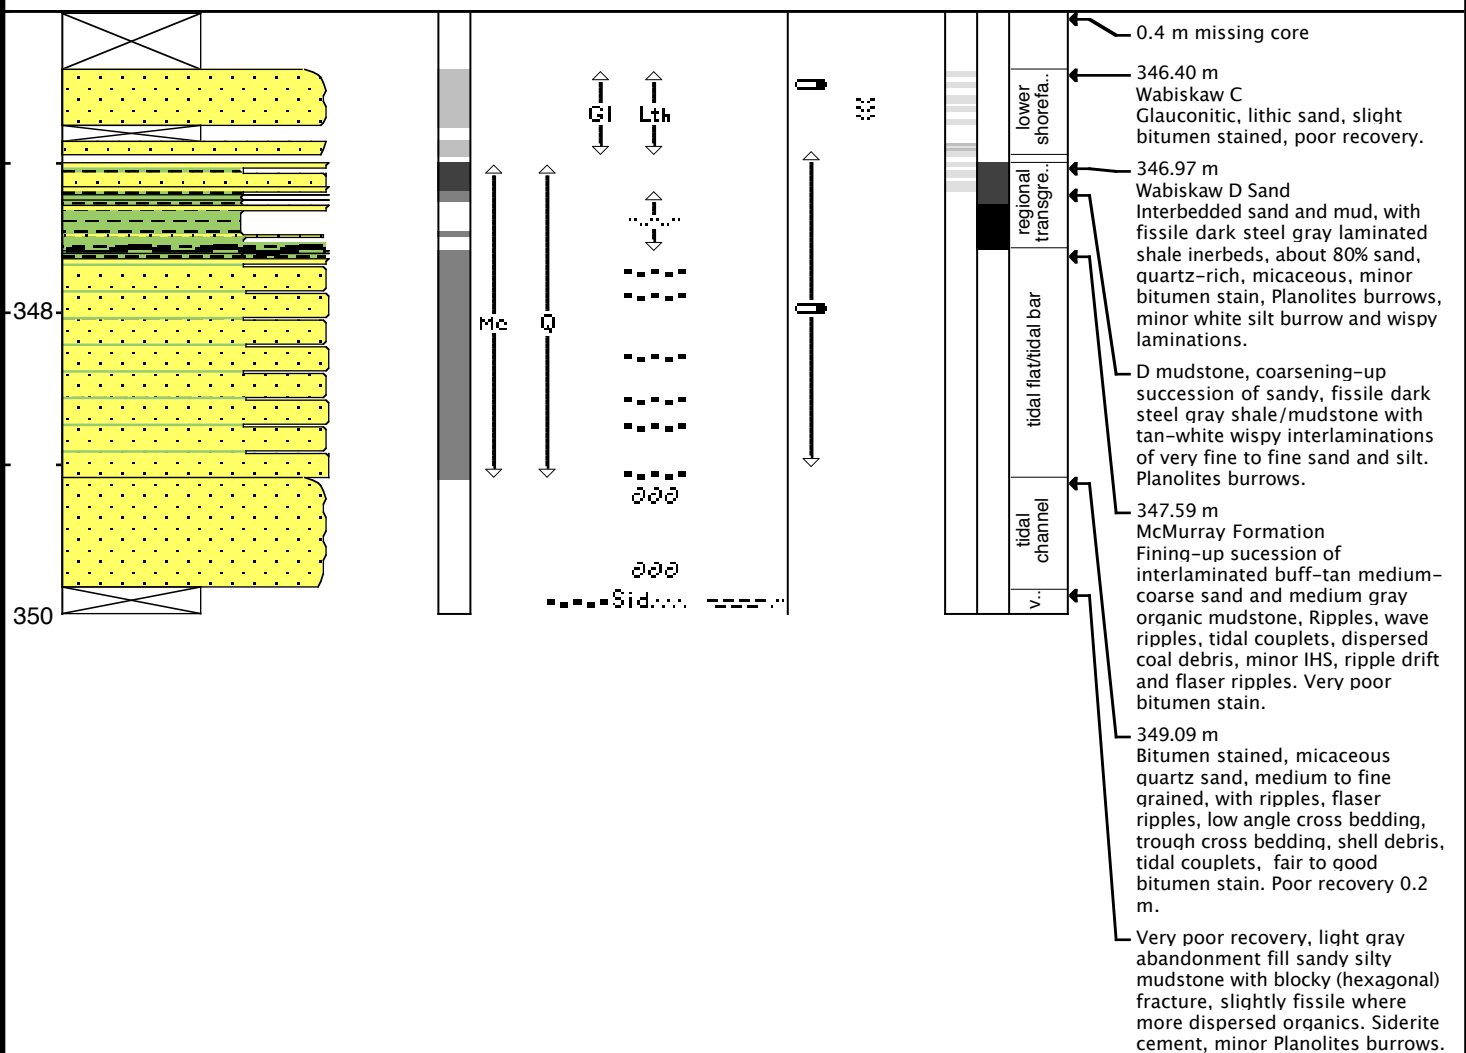 348
350
Gl
Lth
Mc
Q
Sid
lower
shorefa..
regional
transgre..
tidal flat/tidal bar
tidal
channel
v..
0.4 m missing core
346.40 m
Wabiskaw C
Glauconitic, lithic sand, slight
bitumen stained, poor recovery.
346.97 m
Wabiskaw D Sand
Interbedded sand and mud, with
fissile dark steel gray laminated
shale inerbeds, about 80% sand,
quartz-rich, micaceous, minor
bitumen stain, Planolites burrows,
minor white silt burrow and wispy
laminations.
D mudstone, coarsening-up
succession of sandy, fissile dark
steel gray shale/mudstone with
tan-white wispy interlaminations
of very fine to fine sand and silt.
Planolites burrows.
347.59 m
McMurray Formation
Fining-up sucession of
interlaminated buff-tan medium-
coarse sand and medium gray
organic mudstone, Ripples, wave
ripples, tidal couplets, dispersed
coal debris, minor IHS, ripple drift
and flaser ripples. Very poor
bitumen stain.
349.09 m
Bitumen stained, micaceous
quartz sand, medium to fine
grained, with ripples, flaser
ripples, low angle cross bedding,
trough cross bedding, shell debris,
tidal couplets,  fair to good
bitumen stain. Poor recovery 0.2
m.
Very poor recovery, light gray
abandonment fill sandy silty
mudstone with blocky (hexagonal)
fracture, slightly fissile where
more dispersed organics. Siderite
cement, minor Planolites burrows.